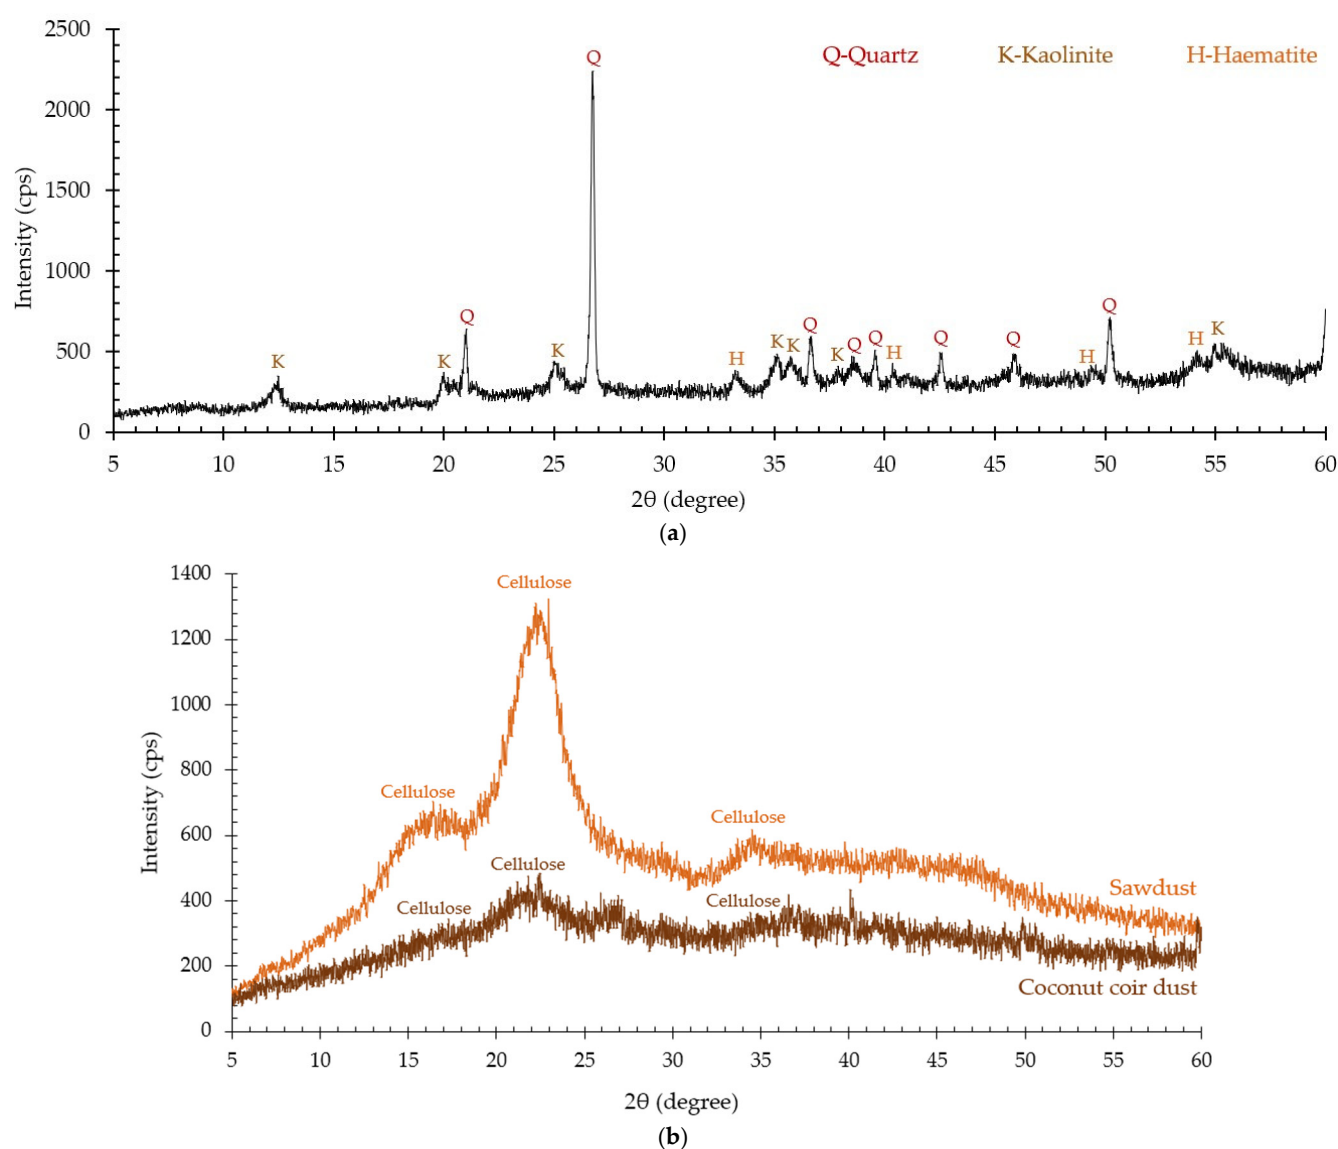 2500
Q
Q-Quartz K-Kaolinite H-Haematite
2000
1500
1000
500
0
Intensity (cps)
K K Q K H K K Q K Q Q H Q Q H Q H K
5 10 15 20 25 30 35 40 45 50 55 60
2θ (degree)
(a)
1400
1200
1000
800
600
400
200
0
Intensity (cps)
Cellulose
Cellulose
Cellulose
Cellulose
Cellulose
Cellulose
Sawdust
Coconut coir dust
5 10 15 20 25 30 35 40 45 50 55 60
2θ (degree)
(b)